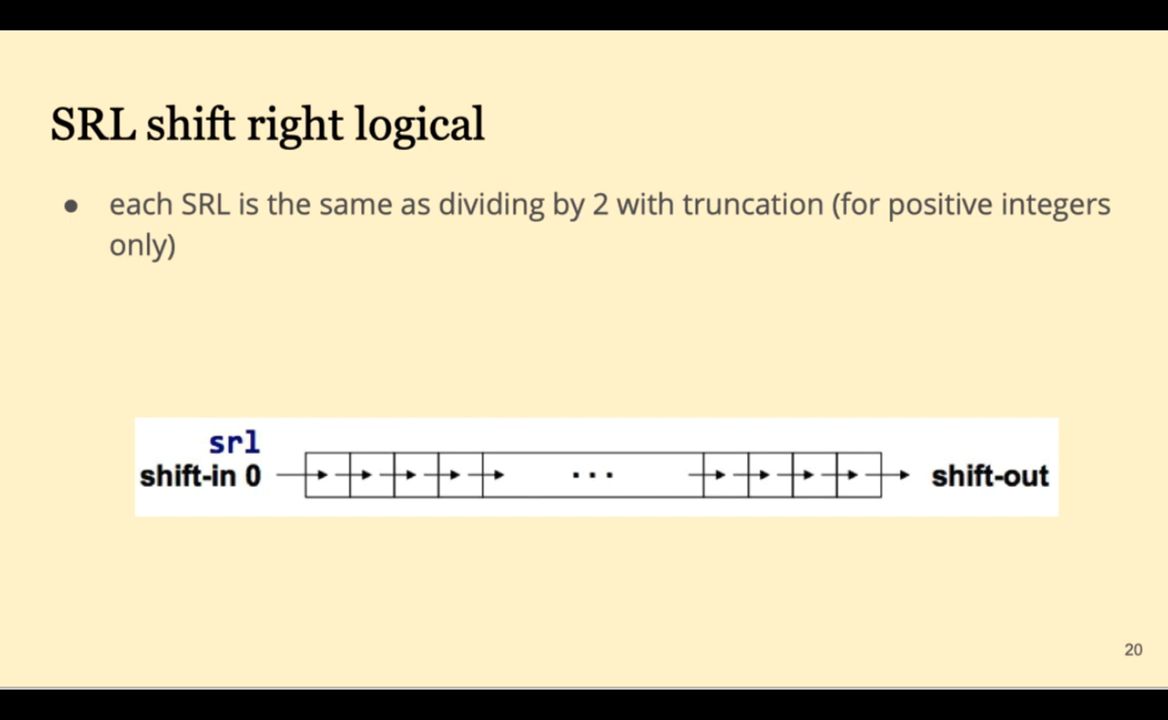 SRL shift right logical
● each SRL is the same as dividing by 2 with truncation (for positive integers
only)
srl
shift-in 0 ... shift-out
20